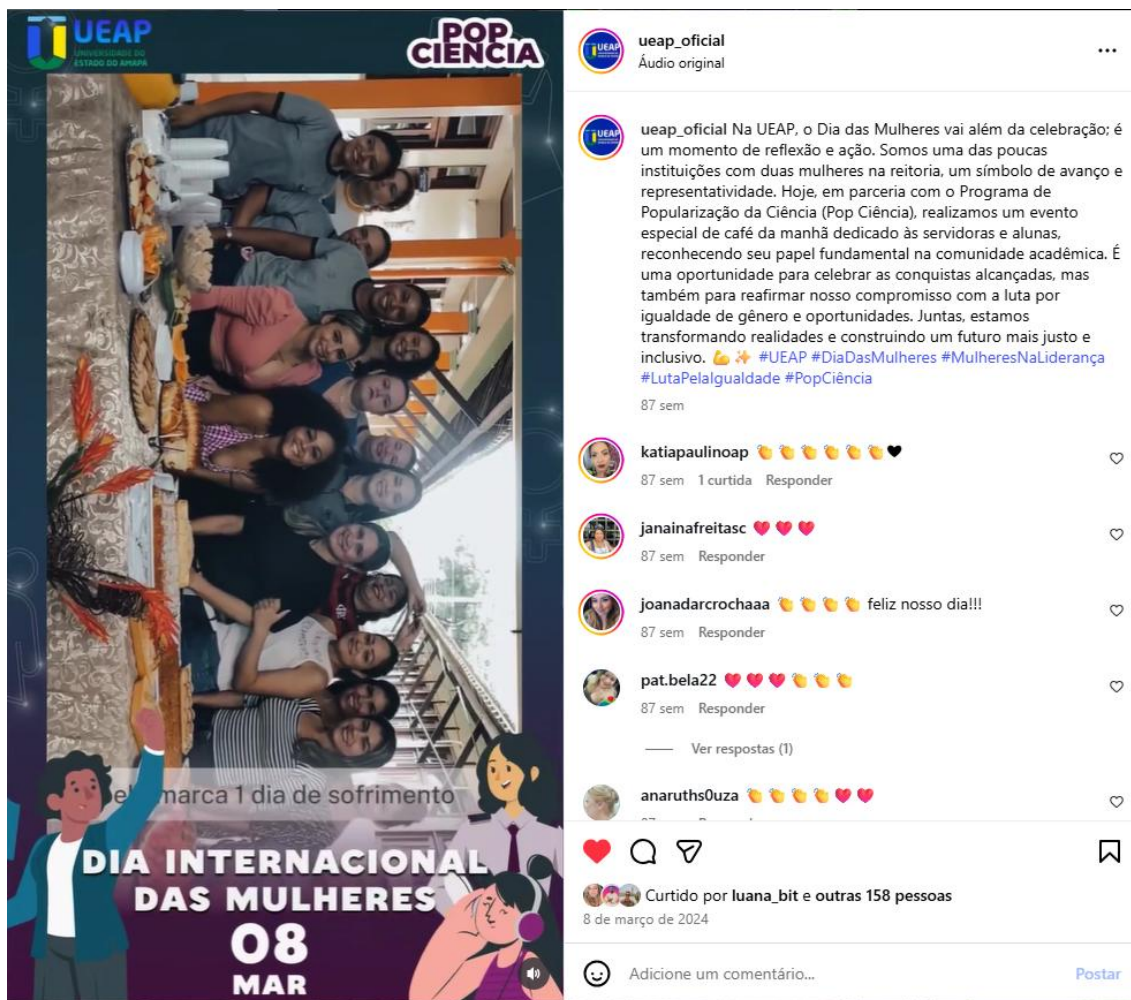 UEAP
UNIVERSIDADE DO
ESTADO DO AMAPÁ
POP
CIÊNCIA
marca 1 dia de sofrimento
DIA INTERNACIONAL
DAS MULHERES
08
MAR
ueap_oficial
Áudio original
ueap_oficial Na UEAP, o Dia das Mulheres vai além da celebração; é
um momento de reflexão e ação. Somos uma das poucas
instituições com duas mulheres na reitoria, um símbolo de avanço e
representatividade. Hoje, em parceria com o Programa de
Popularização da Ciência (Pop Ciência), realizamos um evento
especial de café da manhã dedicado às servidoras e alunas,
reconhecendo seu papel fundamental na comunidade acadêmica. É
uma oportunidade para celebrar as conquistas alcançadas, mas
também para reafirmar nosso compromisso com a luta por
igualdade de gênero e oportunidades. Juntas, estamos
transformando realidades e construindo um futuro mais justo e
inclusivo. 💪 ✨ #UEAP #DiaDasMulheres #MulheresNaLiderança
#LutaPelaIgualdade #PopCiência
87 sem
katiapaulinoap 👏 👏 👏 👏 👏 👏 🖤
87 sem 1 curtida Responder
janainafreitasc 💓 💓 💓
87 sem Responder
joanadarcrochaaa 👏 👏 👏 👏 feliz nosso dia!!!
87 sem Responder
pat.bela22 💓 💓 💓 👏 👏 👏
87 sem Responder
Ver respostas (1)
anaruths0uza 👏 👏 👏 👏 💓 💓
Curtido por luana_bit e outras 158 pessoas
8 de março de 2024
Adicione um comentário...
Postar